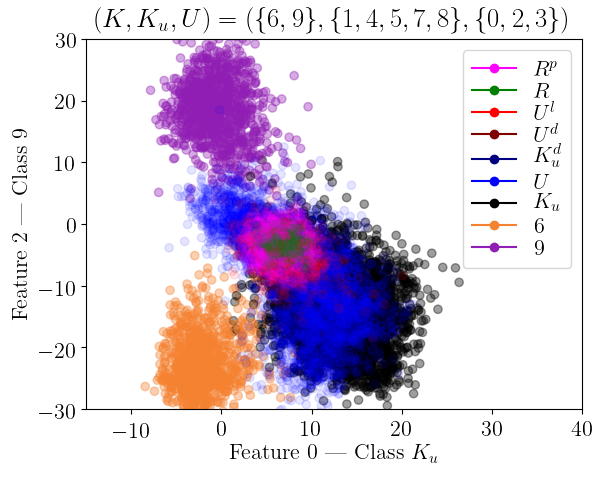 (K, K_u, U) = ({6, 9}, {1, 4, 5, 7, 8}, {0, 2, 3})
30
20
10
0
−10
−20
−30
Feature 2 — Class 9
R^p
R
U^l
U^d
K_u^d
U
K_u
6
9
−10
0
10
20
30
40
Feature 0 — Class K_u